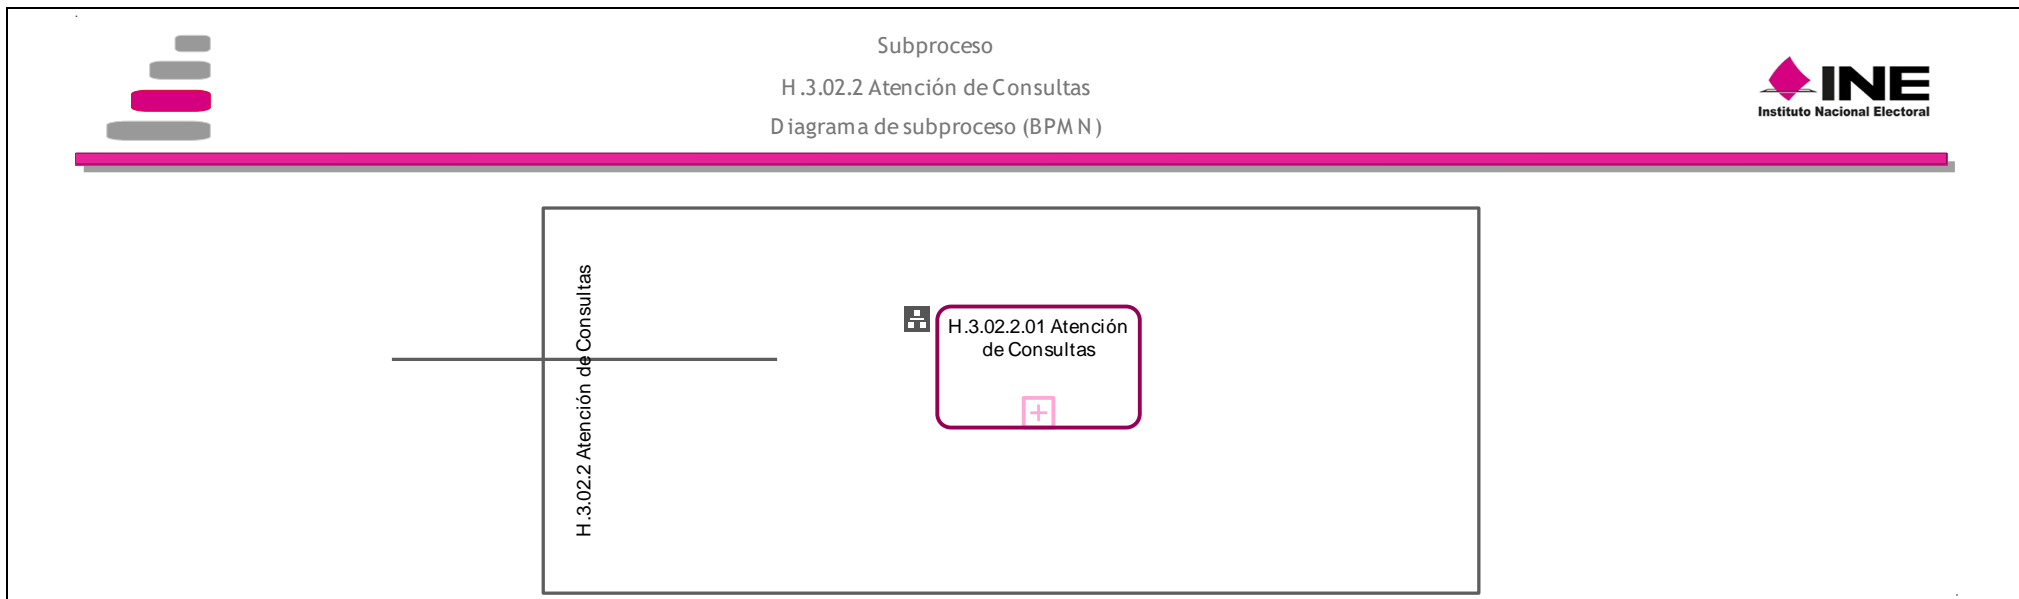 Subproceso
H.3.02.2 Atención de Consultas
Diagrama de subproceso (BPMN)
INE
Instituto Nacional Electoral
H.3.02.2 Atención de Consultas
H.3.02.2.01 Atención
de Consultas